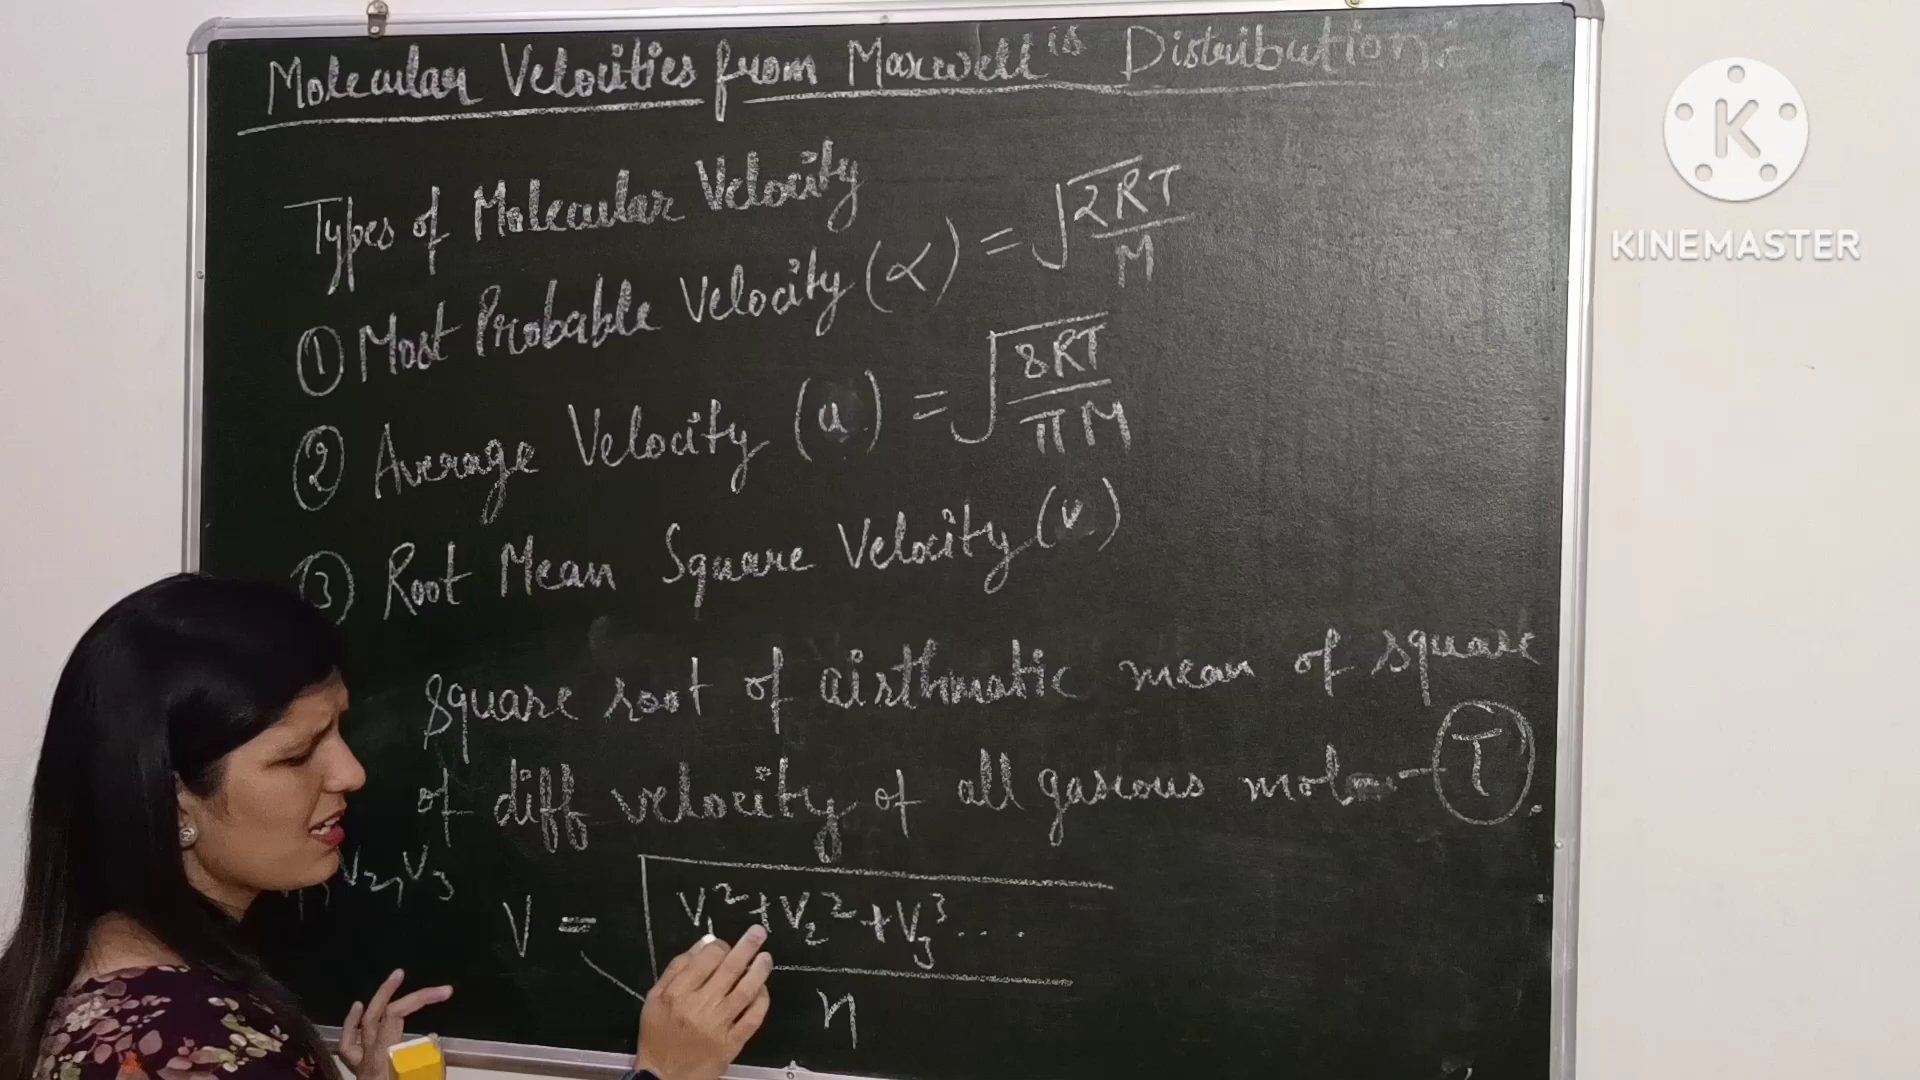 Molecular Velocities from Maxwell's Distribution:-
Types of Molecular Velocity
① Most Probable Velocity (α) = √2RT/M
② Average Velocity (u) = √8RT/πM
③ Root Mean Square Velocity (v)
square root of airthmatic mean of square
of diff velocity of all gaseous T.
V₂, V₃
V = √V₁² + V₂² + V₃³ .../n
K
KINEMASTER